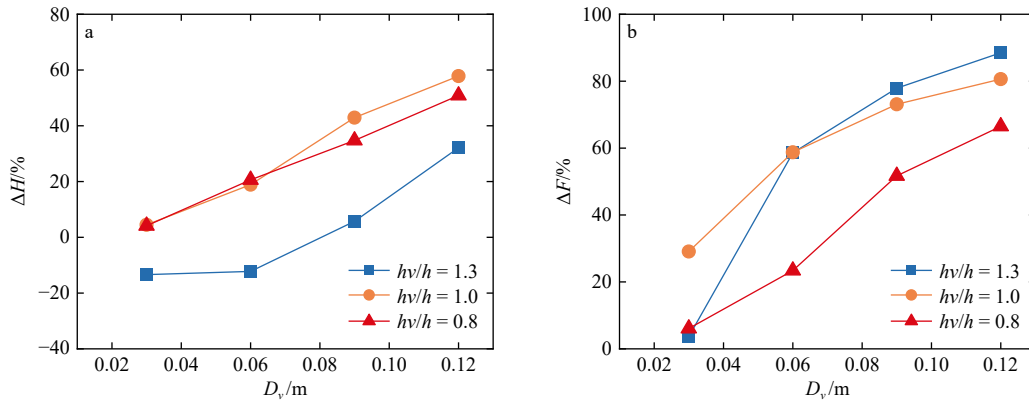 80
60
40
20
0
−20
−40
ΔH/%
a
hv/h = 1.3
hv/h = 1.0
hv/h = 0.8
0.02 0.04 0.06 0.08 0.10 0.12
D_v/m
100
80
60
40
20
0
ΔF/%
b
hv/h = 1.3
hv/h = 1.0
hv/h = 0.8
0.02 0.04 0.06 0.08 0.10 0.12
D_v/m